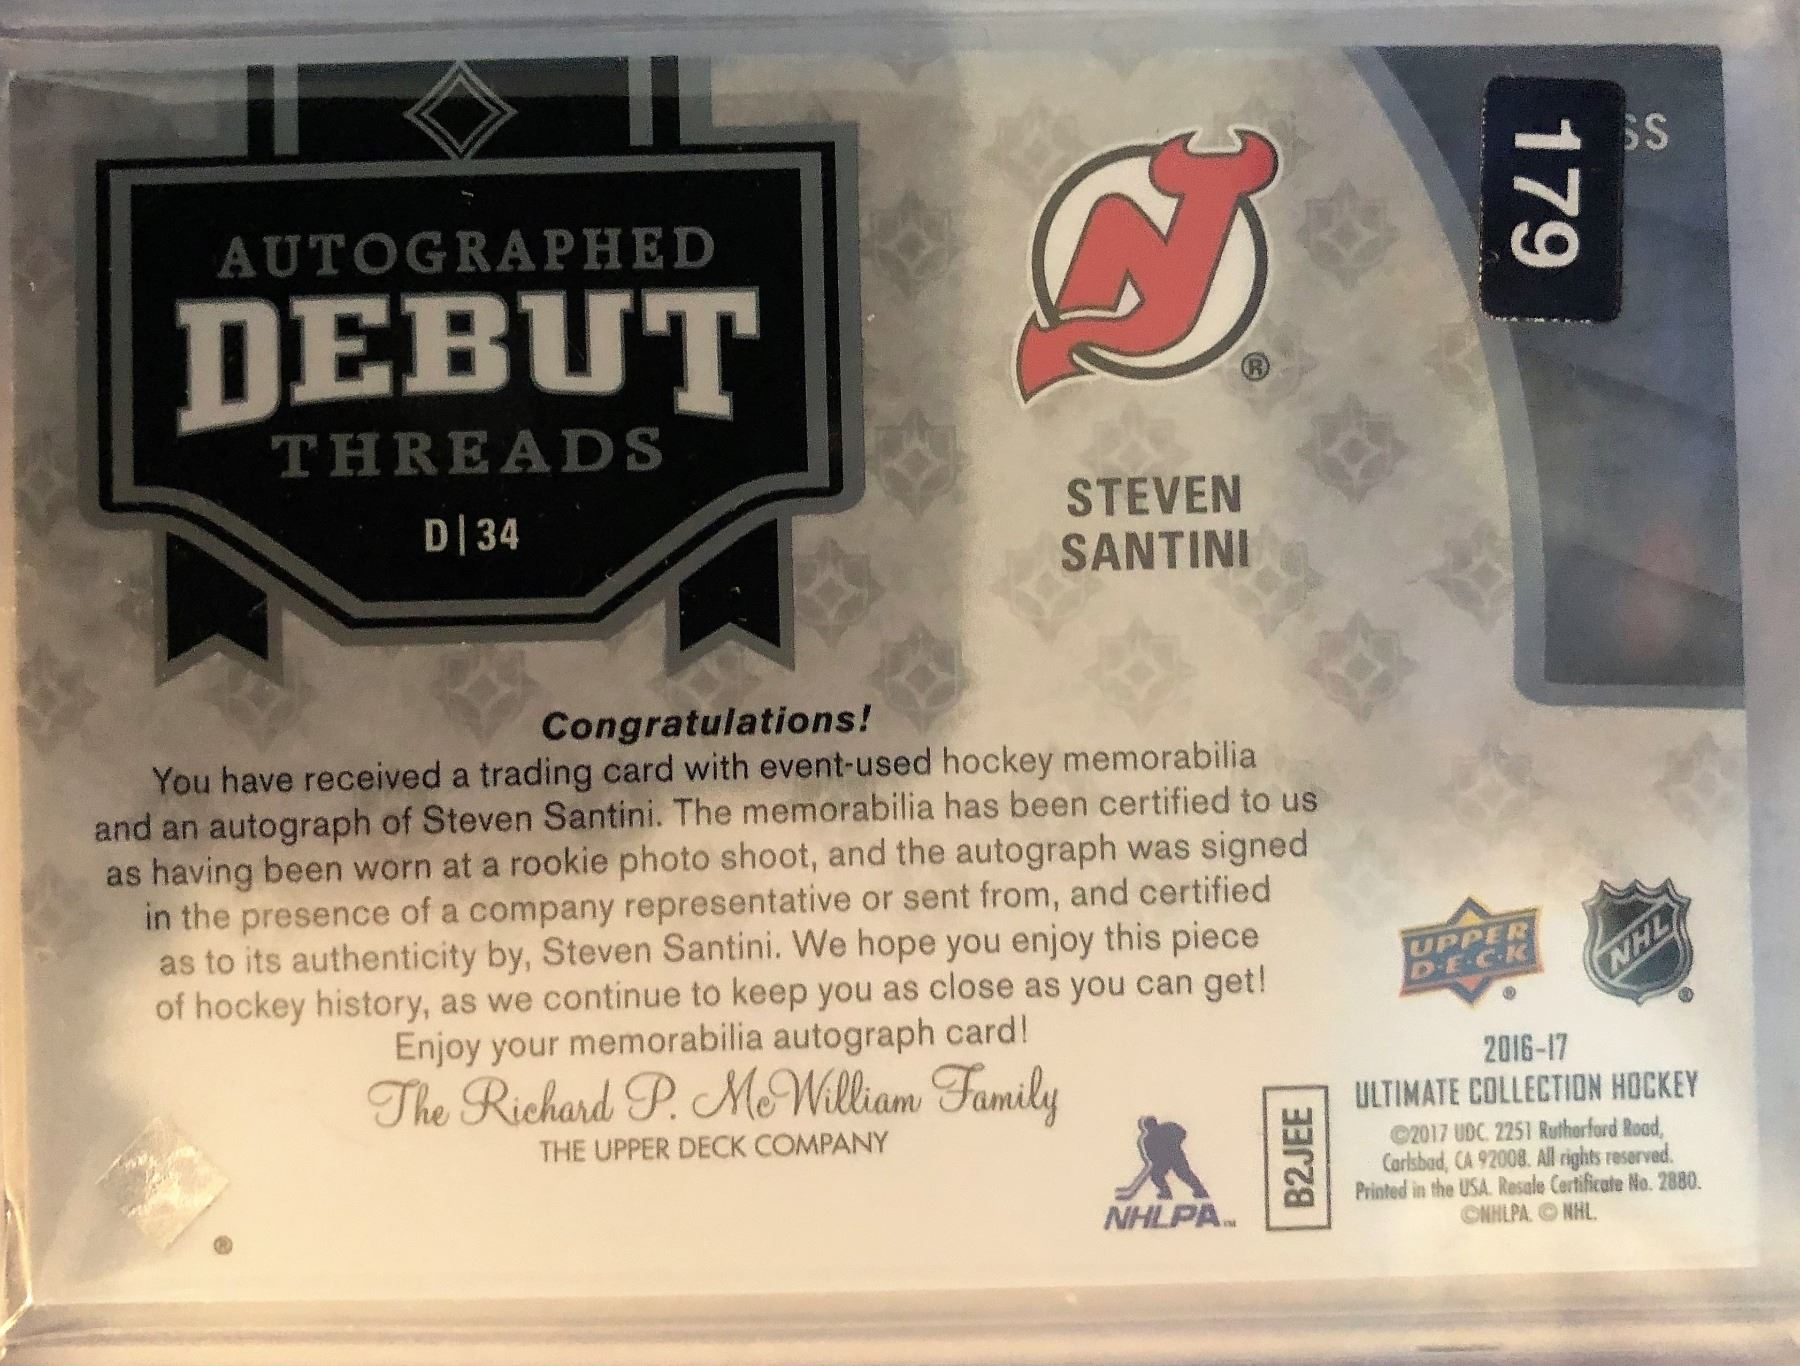 AUTOGRAPHED
DEBUT
THREADS
D|34
STEVEN
SANTINI
SS
179
Congratulations!
You have received a trading card with event-used hockey memorabilia
and an autograph of Steven Santini. The memorabilia has been certified to us
as having been worn at a rookie photo shoot, and the autograph was signed
in the presence of a company representative or sent from, and certified
as to its authenticity by, Steven Santini. We hope you enjoy this piece
of hockey history, as we continue to keep you as close as you can get!
Enjoy your memorabilia autograph card!
The Richard P. McWilliam Family
THE UPPER DECK COMPANY
®
®
UPPER
D·E·C·K
®
NHL
®
NHLPA™
B2JEE
2016-17
ULTIMATE COLLECTION HOCKEY
©2017 UDC. 2251 Rutherford Road,
Carlsbad, CA 92008. All rights reserved.
Printed in the USA. Resale Certificate No. 2880.
©NHLPA. © NHL.